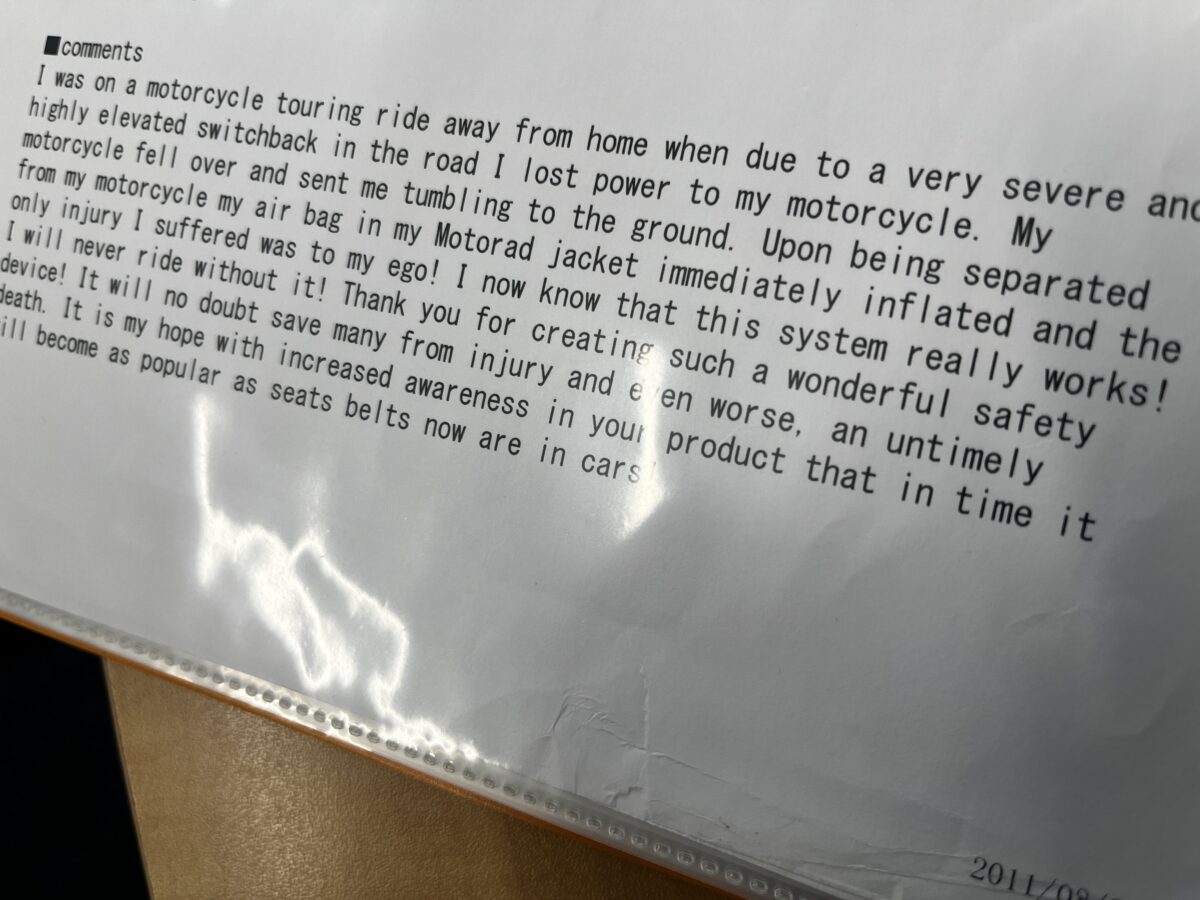 ■comments
I was on a motorcycle touring ride away from home when due to a very severe and
highly elevated switchback in the road I lost power to my motorcycle. My
motorcycle fell over and sent me tumbling to the ground. Upon being separated
from my motorcycle my air bag in my Motorad jacket immediately inflated and the
only injury I suffered was to my ego! I now know that this system really works!
I will never ride without it! Thank you for creating such a wonderful safety
device! It will no doubt save many from injury and even worse, an untimely
death. It is my hope with increased awareness in your product that in time it
will become as popular as seats belts now are in cars!
2011/08/